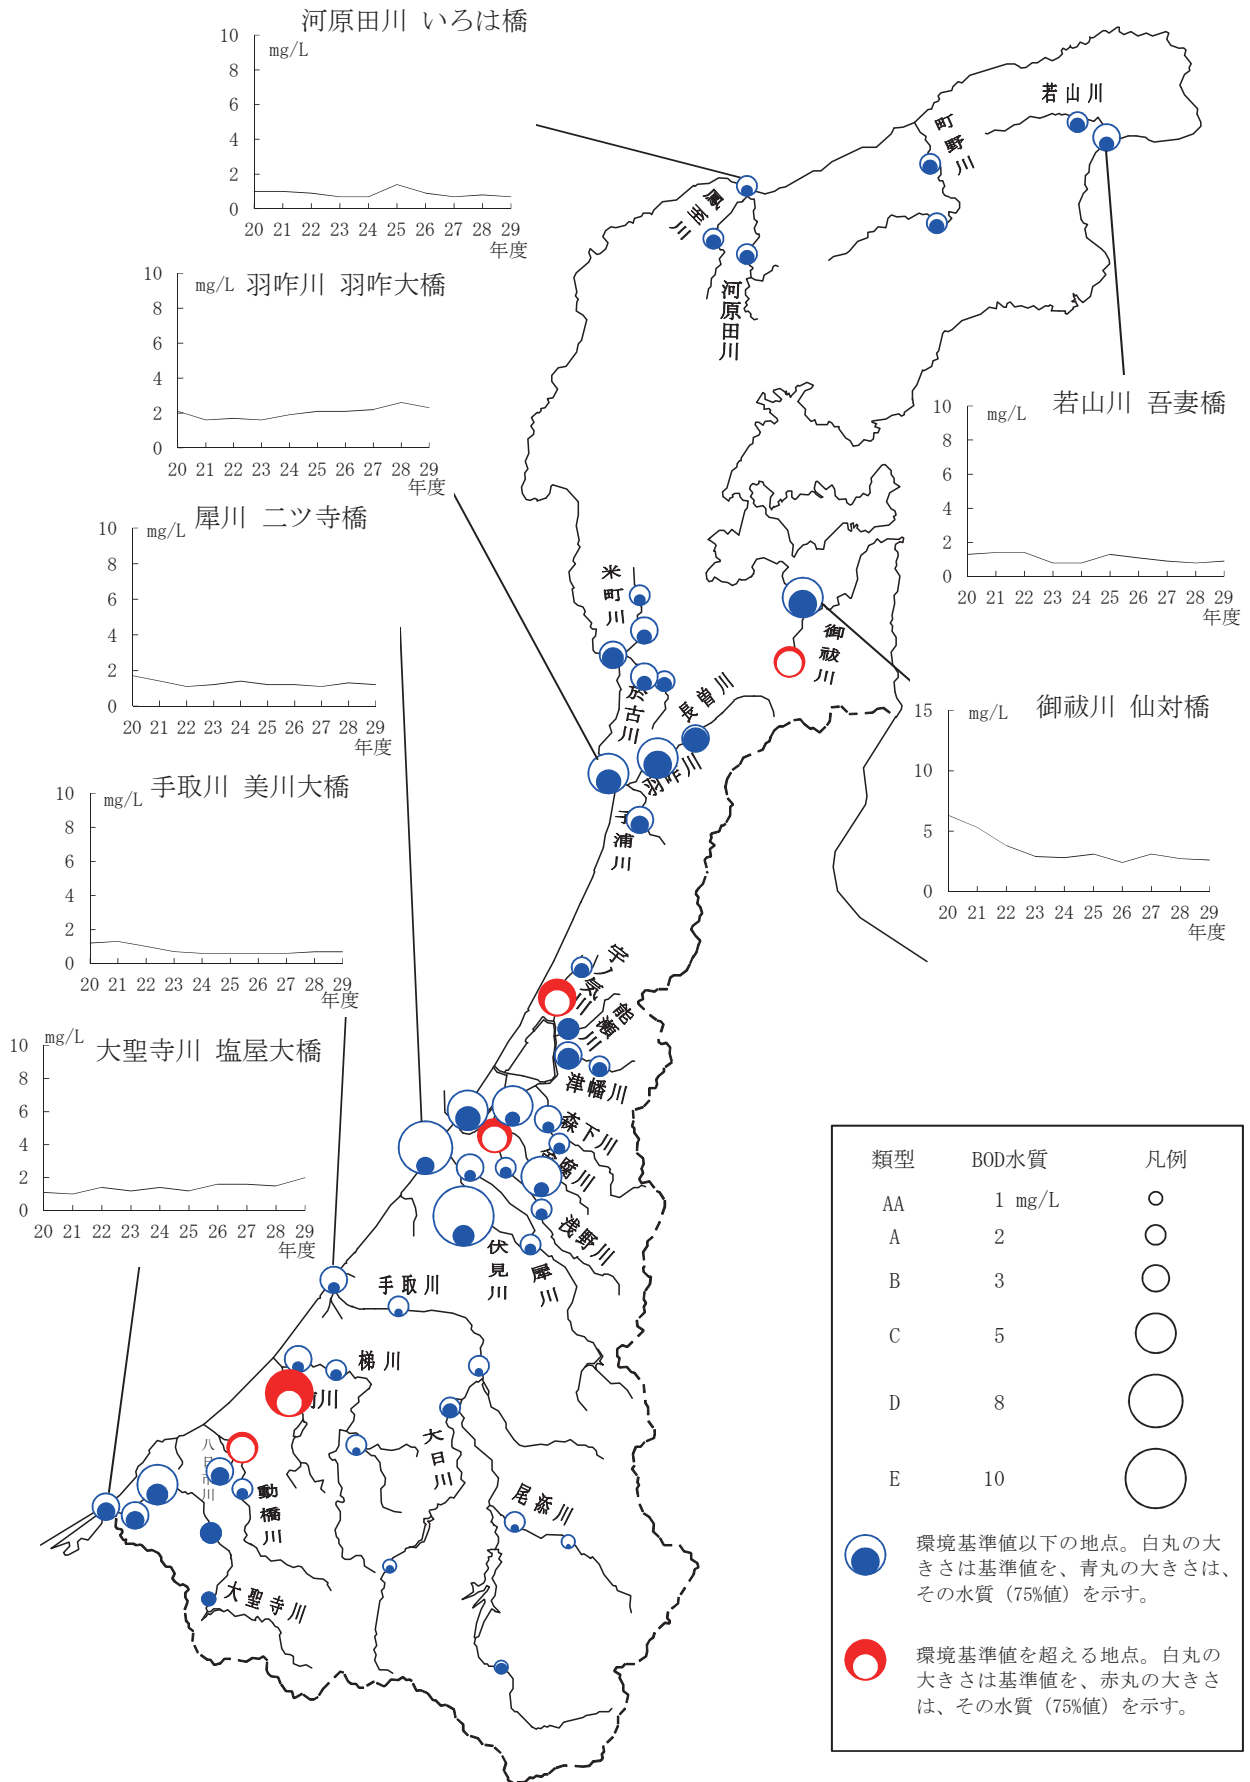 河原田川 いろは橋
mg/L
10
8
6
4
2
0
20 21 22 23 24 25 26 27 28 29
年度
羽咋川 羽咋大橋
mg/L
10
8
6
4
2
0
20 21 22 23 24 25 26 27 28 29
年度
犀川 二ツ寺橋
mg/L
10
8
6
4
2
0
20 21 22 23 24 25 26 27 28 29
年度
手取川 美川大橋
mg/L
10
8
6
4
2
0
20 21 22 23 24 25 26 27 28 29
年度
大聖寺川 塩屋大橋
mg/L
10
8
6
4
2
0
20 21 22 23 24 25 26 27 28 29
年度
若山川 吾妻橋
mg/L
10
8
6
4
2
0
20 21 22 23 24 25 26 27 28 29
年度
御祓川 仙対橋
mg/L
15
10
5
0
20 21 22 23 24 25 26 27 28 29
年度
若山川
町野川
鳳至川
河原田川
米町川
御祓川
於古川
長曽川
羽咋川
子浦川
宇ノ気川
能瀬川
津幡川
森下川
金腐川
浅野川
犀川
伏見川
手取川
梯川
前川
八日市川
動橋川
大日川
尾添川
大聖寺川
類型 BOD水質 凡例
AA 1 mg/L
A 2
B 3
C 5
D 8
E 10
環境基準値以下の地点。白丸の大
きさは基準値を、青丸の大きさは、
その水質（75%値）を示す。
環境基準値を超える地点。白丸の
大きさは基準値を、赤丸の大きさ
は、その水質（75%値）を示す。